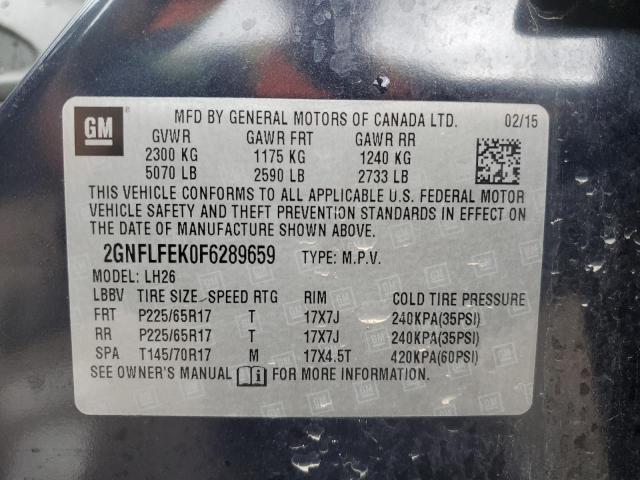 GM
MFD BY GENERAL MOTORS OF CANADA LTD. 02/15
GVWR GAWR FRT GAWR RR
2300 KG 1175 KG 1240 KG
5070 LB 2590 LB 2733 LB
THIS VEHICLE CONFORMS TO ALL APPLICABLE U.S. FEDERAL MOTOR
VEHICLE SAFETY AND THEFT PREVENTION STANDARDS IN EFFECT ON
THE DATE OF MANUFACTURE SHOWN ABOVE.
2GNFLFEK0F6289659 TYPE: M.P.V.
MODEL: LH26
LBBV TIRE SIZE SPEED RTG RIM COLD TIRE PRESSURE
FRT P225/65R17 T 17X7J 240KPA(35PSI)
RR P225/65R17 T 17X7J 240KPA(35PSI)
SPA T145/70R17 M 17X4.5T 420KPA(60PSI)
SEE OWNER'S MANUAL FOR MORE INFORMATION.